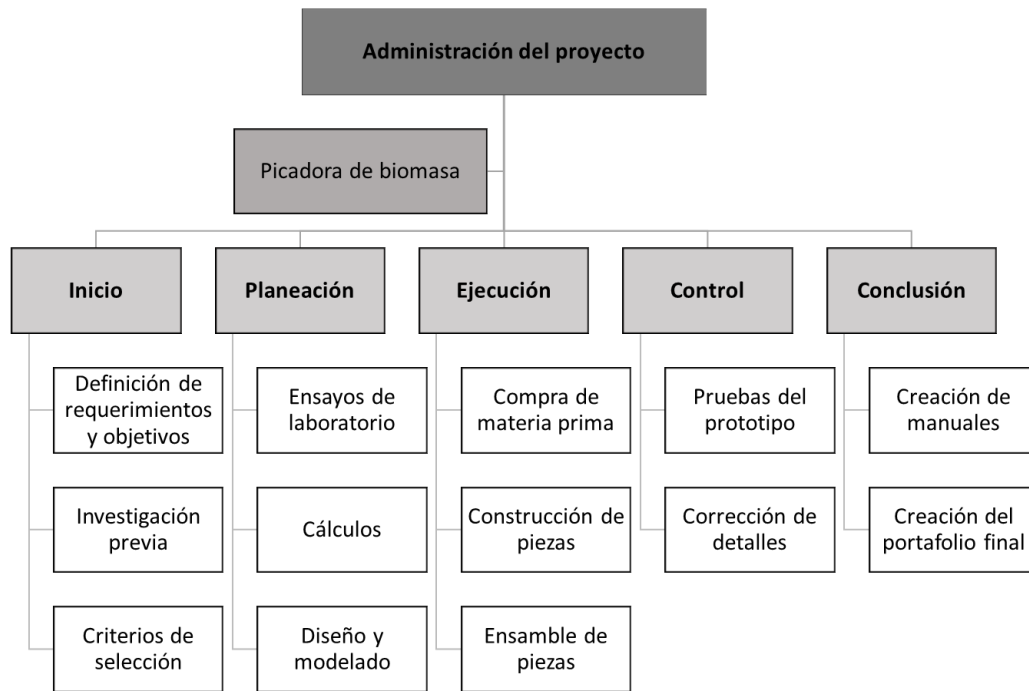 Administración del proyecto
Picadora de biomasa
Inicio
Planeación
Ejecución
Control
Conclusión
Definición de
requerimientos
y objetivos
Ensayos de
laboratorio
Compra de
materia prima
Pruebas del
prototipo
Creación de
manuales
Investigación
previa
Cálculos
Construcción de
piezas
Corrección de
detalles
Creación del
portafolio final
Criterios de
selección
Diseño y
modelado
Ensamble de
piezas